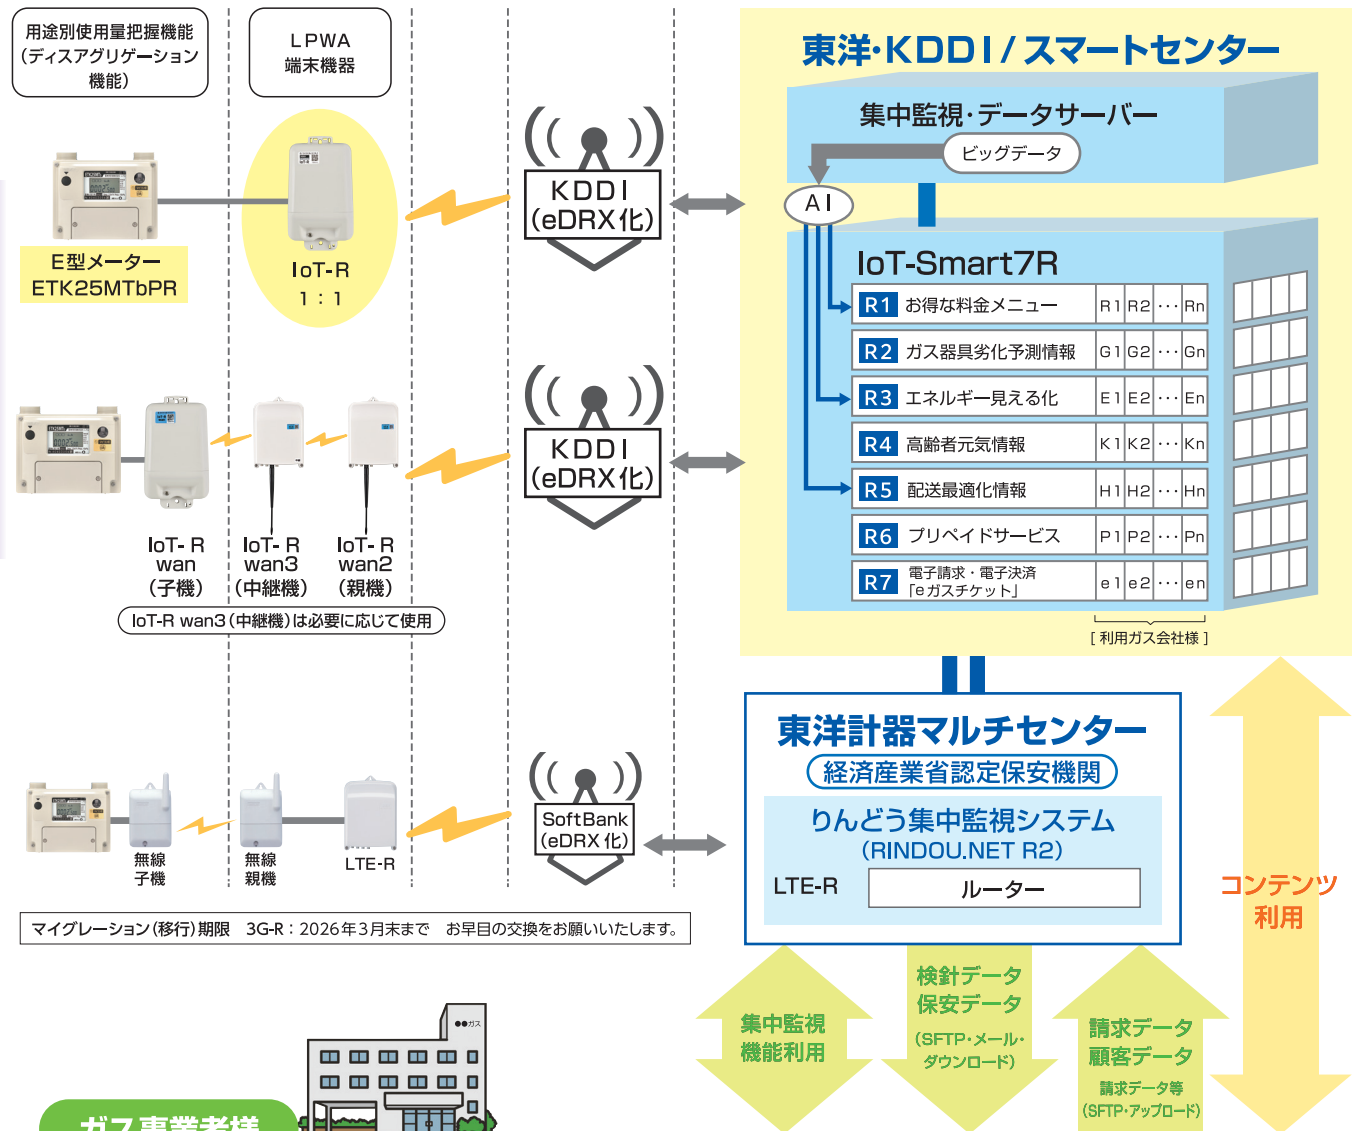 用途別使用量把握機能
(ディスアグリゲーション
機能)
LPWA
端末機器
E型メーター
ETK25MTbPR
IoT-R
1:1
KDDI
(eDRX化)
東洋・KDDI/スマートセンター
集中監視・データサーバー
ビッグデータ
AI
IoT-Smart7R
R1 お得な料金メニュー R1 R2 ・・・ Rn
R2 ガス器具劣化予測情報 G1 G2 ・・・ Gn
R3 エネルギー見える化 E1 E2 ・・・ En
R4 高齢者元気情報 K1 K2 ・・・ Kn
R5 配送最適化情報 H1 H2 ・・・ Hn
R6 プリペイドサービス P1 P2 ・・・ Pn
R7 電子請求・電子決済
「eガスチケット」 e1 e2 ・・・ en
[利用ガス会社様]
IoT-R
wan
(子機)
IoT-R
wan3
(中継機)
IoT-R
wan2
(親機)
KDDI
(eDRX化)
IoT-R wan3(中継機)は必要に応じて使用
無線
子機
無線
親機
LTE-R
SoftBank
(eDRX化)
東洋計器マルチセンター
経済産業省認定保安機関
りんどう集中監視システム
(RINDOU.NET R2)
LTE-R
ルーター
マイグレーション(移行)期限 3G-R:2026年3月末まで お早目の交換をお願いいたします。
コンテンツ
利用
集中監視
機能利用
検針データ
保安データ
(SFTP・メール・
ダウンロード)
請求データ
顧客データ
請求データ等
(SFTP・アップロード)
●●ガス
ガス事業者様